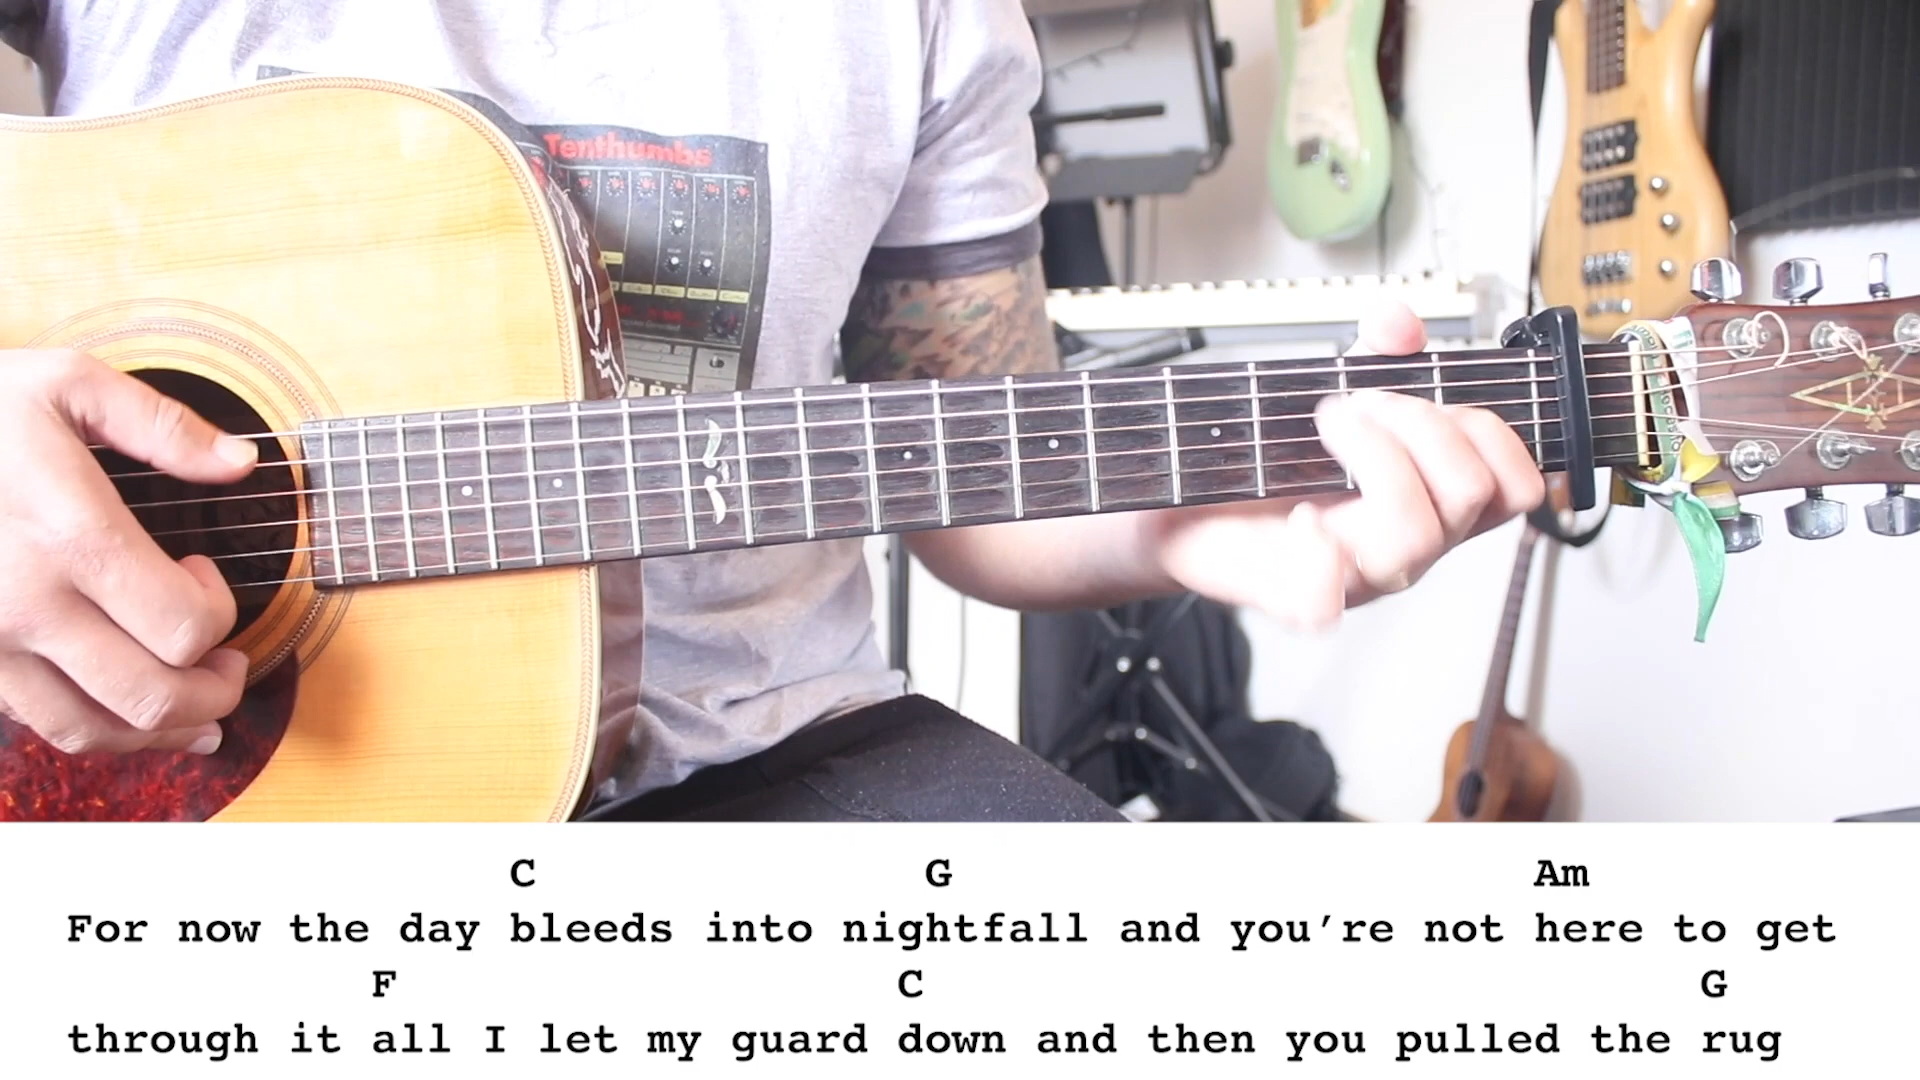 Tenthumbs
C G Am
For now the day bleeds into nightfall and you’re not here to get
F C G
through it all I let my guard down and then you pulled the rug